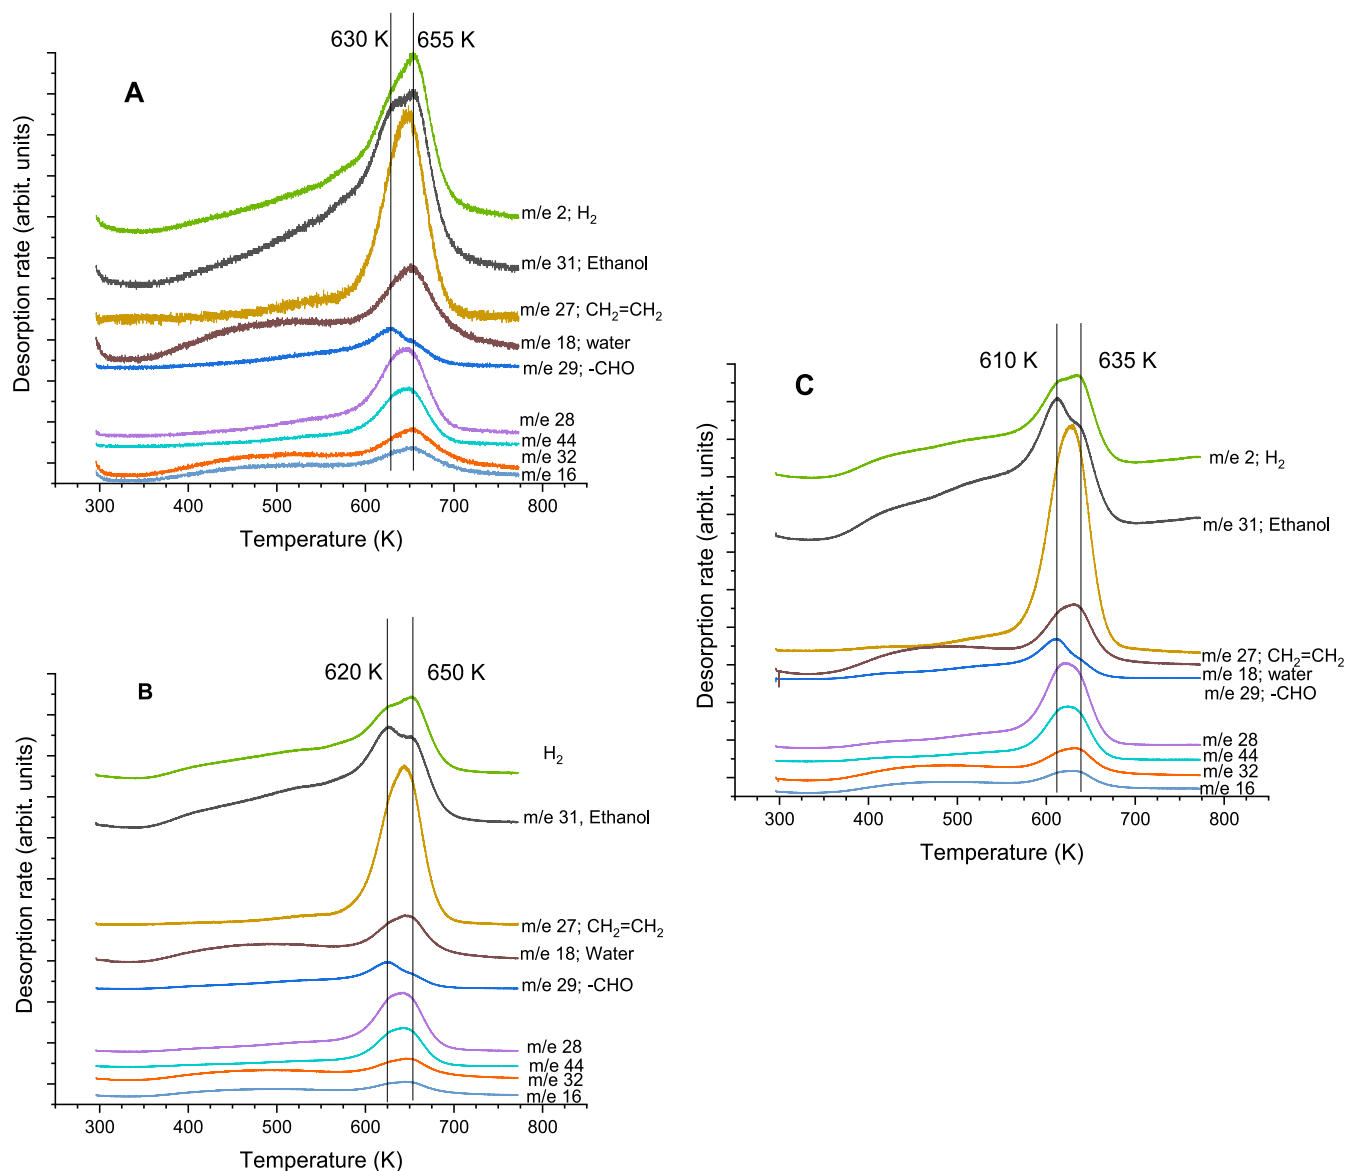 A
630 K
655 K
Desorption rate (arbit. units)
m/e 2; H₂
m/e 31; Ethanol
m/e 27; CH₂=CH₂
m/e 18; water
m/e 29; -CHO
m/e 28
m/e 44
m/e 32
m/e 16
300 400 500 600 700 800
Temperature (K)
B
620 K
650 K
Desorption rate (arbit. units)
H₂
m/e 31, Ethanol
m/e 27; CH₂=CH₂
m/e 18; Water
m/e 29; -CHO
m/e 28
m/e 44
m/e 32
m/e 16
300 400 500 600 700 800
Temperature (K)
C
610 K
635 K
Desorprtion rate (arbit. units)
m/e 2; H₂
m/e 31; Ethanol
m/e 27; CH₂=CH₂
m/e 18; water
m/e 29; -CHO
m/e 28
m/e 44
m/e 32
m/e 16
300 400 500 600 700 800
Temperature (K)